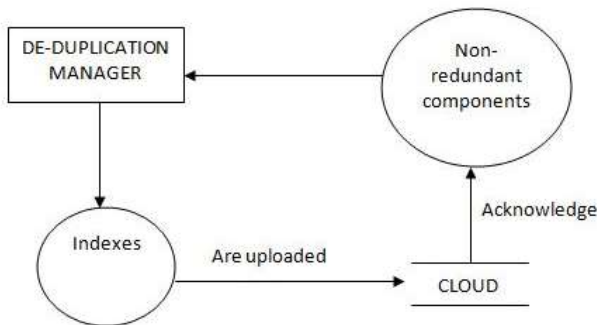 DE-DUPLICATION
MANAGER
Non-
redundant
components
Acknowledge
Indexes
Are uploaded
CLOUD